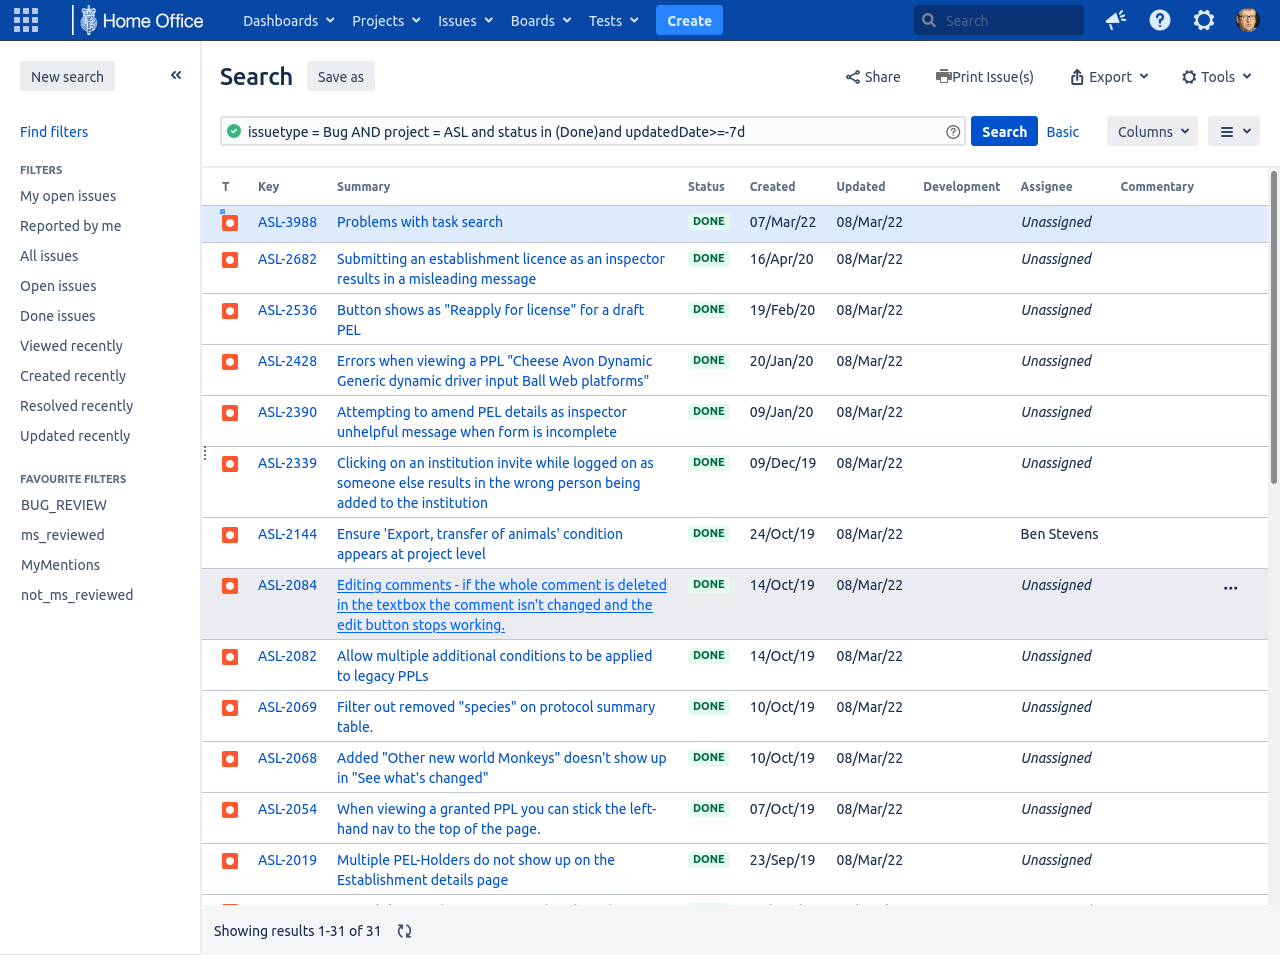 Home Office Dashboards Projects Issues Boards Tests Create Search
New search
Search Save as Share Print Issue(s) Export Tools
issuetype = Bug AND project = ASL and status in (Done)and updatedDate>=-7d Search Basic Columns
Find filters
FILTERS
My open issues
Reported by me
All issues
Open issues
Done issues
Viewed recently
Created recently
Resolved recently
Updated recently
FAVOURITE FILTERS
BUG_REVIEW
ms_reviewed
MyMentions
not_ms_reviewed
T Key Summary Status Created Updated Development Assignee Commentary
ASL-3988 Problems with task search DONE 07/Mar/22 08/Mar/22 Unassigned
ASL-2682 Submitting an establishment licence as an inspector DONE 16/Apr/20 08/Mar/22 Unassigned
results in a misleading message
ASL-2536 Button shows as "Reapply for license" for a draft DONE 19/Feb/20 08/Mar/22 Unassigned
PEL
ASL-2428 Errors when viewing a PPL "Cheese Avon Dynamic DONE 20/Jan/20 08/Mar/22 Unassigned
Generic dynamic driver input Ball Web platforms"
ASL-2390 Attempting to amend PEL details as inspector DONE 09/Jan/20 08/Mar/22 Unassigned
unhelpful message when form is incomplete
ASL-2339 Clicking on an institution invite while logged on as DONE 09/Dec/19 08/Mar/22 Unassigned
someone else results in the wrong person being
added to the institution
ASL-2144 Ensure 'Export, transfer of animals' condition DONE 24/Oct/19 08/Mar/22 Ben Stevens
appears at project level
ASL-2084 Editing comments - if the whole comment is deleted DONE 14/Oct/19 08/Mar/22 Unassigned
in the textbox the comment isn't changed and the
edit button stops working.
ASL-2082 Allow multiple additional conditions to be applied DONE 14/Oct/19 08/Mar/22 Unassigned
to legacy PPLs
ASL-2069 Filter out removed "species" on protocol summary DONE 10/Oct/19 08/Mar/22 Unassigned
table.
ASL-2068 Added "Other new world Monkeys" doesn't show up DONE 10/Oct/19 08/Mar/22 Unassigned
in "See what's changed"
ASL-2054 When viewing a granted PPL you can stick the left- DONE 07/Oct/19 08/Mar/22 Unassigned
hand nav to the top of the page.
ASL-2019 Multiple PEL-Holders do not show up on the DONE 23/Sep/19 08/Mar/22 Unassigned
Establishment details page
Showing results 1-31 of 31